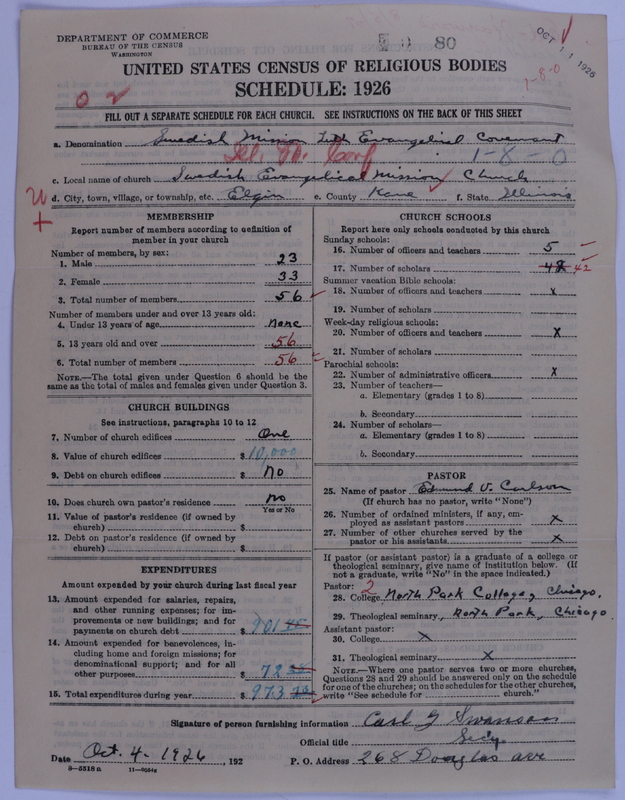 DEPARTMENT OF COMMERCE
BUREAU OF THE CENSUS
WASHINGTON
80
OCT 11 1926
1-8-0
UNITED STATES CENSUS OF RELIGIOUS BODIES
SCHEDULE: 1926
FILL OUT A SEPARATE SCHEDULE FOR EACH CHURCH. SEE INSTRUCTIONS ON THE BACK OF THIS SHEET
a. Denomination Swedish Mission Evangelical Covenant
1-8-0
c. Local name of church Swedish Evangelical Mission Church
d. City, town, village, or township, etc. Elgin e. County Kane f. State Illinois
MEMBERSHIP
Report number of members according to definition of
member in your church
Number of members, by sex:
1. Male 23
2. Female 33
3. Total number of members 56
Number of members under and over 13 years old:
4. Under 13 years of age none
5. 13 years old and over 56
6. Total number of members 56
NOTE.—The total given under Question 6 should be the
same as the total of males and females given under Question 3.
CHURCH BUILDINGS
See instructions, paragraphs 10 to 12
7. Number of church edifices One
8. Value of church edifices $ 10,000
9. Debt on church edifices $ No
10. Does church own pastor's residence No
Yes or No
11. Value of pastor's residence (if owned by
church) $
12. Debt on pastor's residence (if owned by
church) $
EXPENDITURES
Amount expended by your church during last fiscal year
13. Amount expended for salaries, repairs,
and other running expenses; for im-
provements or new buildings; and for
payments on church debt $ 901
14. Amount expended for benevolences, in-
cluding home and foreign missions; for
denominational support; and for all
other purposes $ 72
15. Total expenditures during year $ 973
CHURCH SCHOOLS
Report here only schools conducted by this church
Sunday schools:
16. Number of officers and teachers 5
17. Number of scholars 42
Summer vacation Bible schools:
18. Number of officers and teachers x
19. Number of scholars
Week-day religious schools:
20. Number of officers and teachers x
21. Number of scholars
Parochial schools:
22. Number of administrative officers x
23. Number of teachers—
a. Elementary (grades 1 to 8)
b. Secondary
24. Number of scholars—
a. Elementary (grades 1 to 8)
b. Secondary
PASTOR
25. Name of pastor Edmund V. Carlson
(If church has no pastor, write "None")
26. Number of ordained ministers, if any, em-
ployed as assistant pastors x
27. Number of other churches served by the
pastor or his assistants x
If pastor (or assistant pastor) is a graduate of a college or
theological seminary, give name of institution below. (If
not a graduate, write "No" in the space indicated.)
Pastor: 2
28. College North Park College, Chicago.
29. Theological seminary North Park, Chicago
Assistant pastor:
30. College x
31. Theological seminary x
NOTE.—Where one pastor serves two or more churches,
Questions 28 and 29 should be answered only on the schedule
for one of the churches; on the schedules for the other churches,
write "See schedule for church."
Signature of person furnishing information Carl G Swanson
Official title Secy.
Date Oct. 4-1926, 192 P. O. Address 268 Douglas ave
8-5518 a 11-9054a